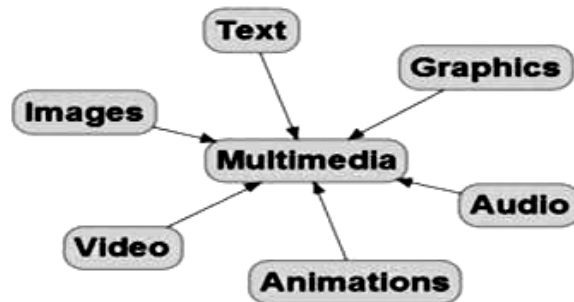 Text
Graphics
Images
Multimedia
Audio
Video
Animations